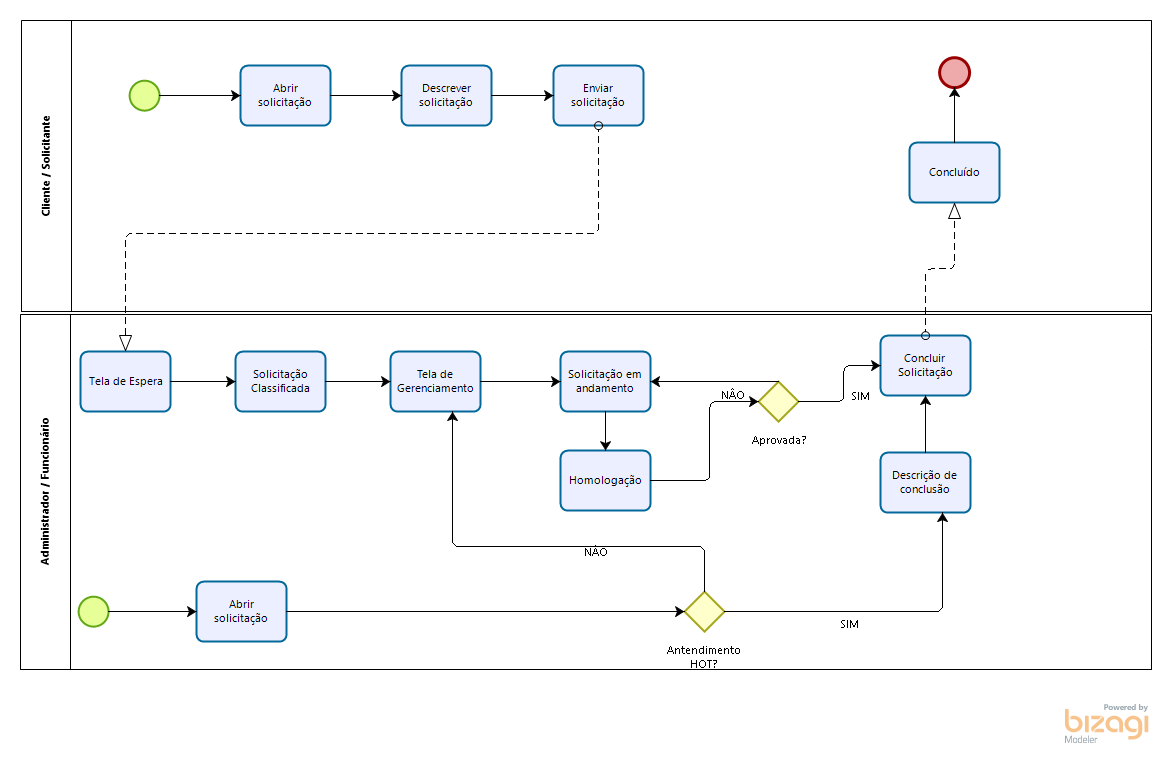 Cliente / Solicitante
Abrir
solicitação
Descrever
solicitação
Enviar
solicitação
Concluído
Administrador / Funcionário
Tela de Espera
Solicitação
Classificada
Tela de
Gerenciamento
Solicitação em
andamento
Homologação
NÂO
Aprovada?
SIM
Concluir
Solicitação
Descrição de
conclusão
NÂO
Abrir
solicitação
Antendimento
HOT?
SIM
Powered by
bizagi
Modeler